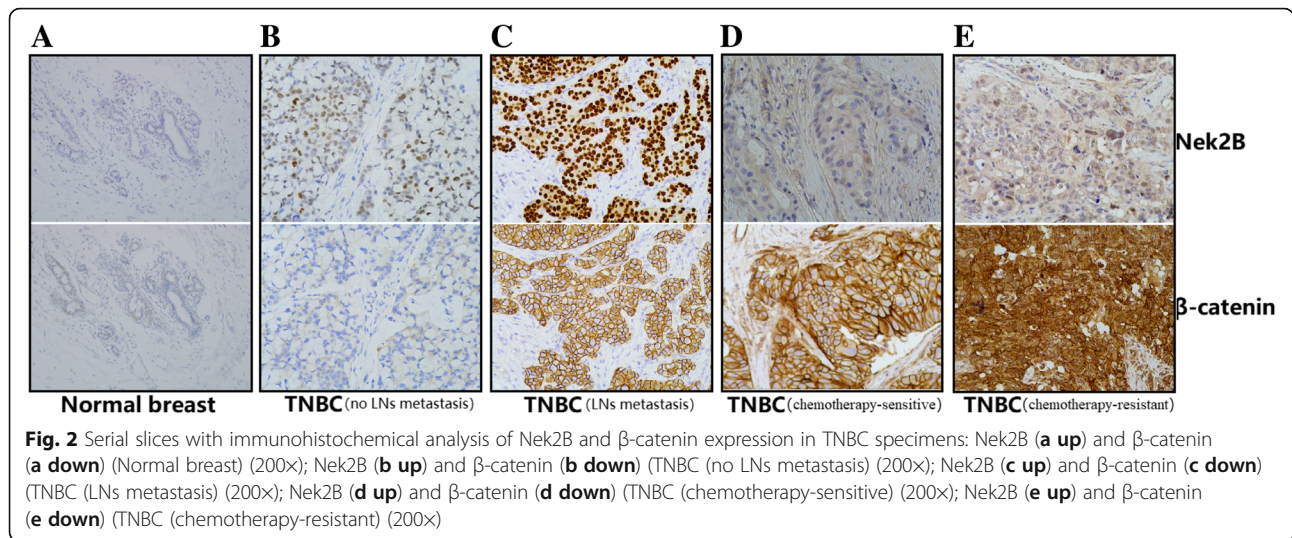 A B C D E
Nek2B
β-catenin
Normal breast TNBC (no LNs metastasis) TNBC (LNs metastasis) TNBC (chemotherapy-sensitive) TNBC (chemotherapy-resistant)
Fig. 2 Serial slices with immunohistochemical analysis of Nek2B and β-catenin expression in TNBC specimens: Nek2B (a up) and β-catenin
(a down) (Normal breast) (200×); Nek2B (b up) and β-catenin (b down) (TNBC (no LNs metastasis) (200×); Nek2B (c up) and β-catenin (c down)
(TNBC (LNs metastasis) (200×); Nek2B (d up) and β-catenin (d down) (TNBC (chemotherapy-sensitive) (200×); Nek2B (e up) and β-catenin
(e down) (TNBC (chemotherapy-resistant) (200×)